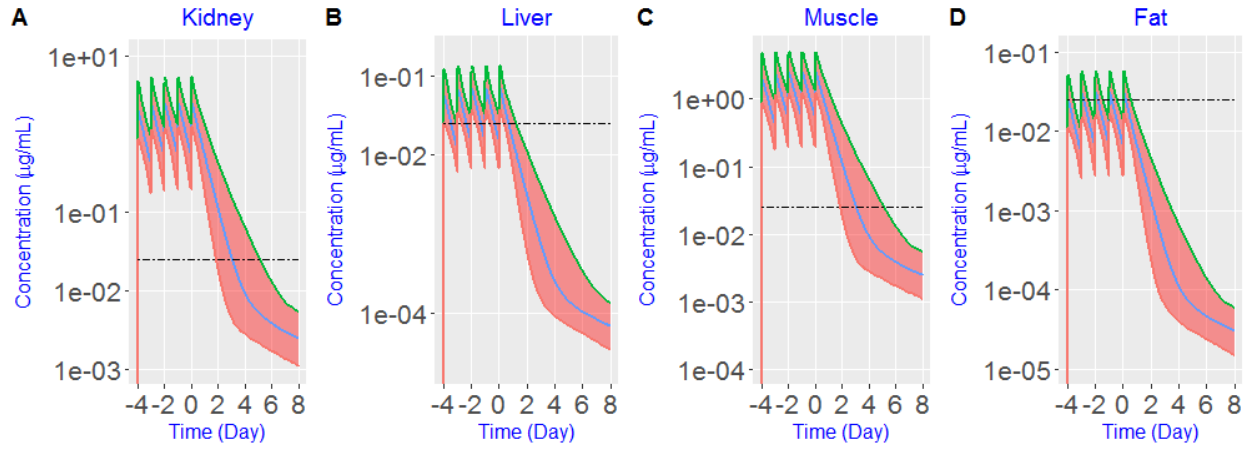 A Kidney
Concentration (µg/mL)
1e+01
1e-01
1e-02
1e-03
-4 -2 0 2 4 6 8
Time (Day)
B Liver
Concentration (µg/mL)
1e-01
1e-02
1e-04
-4 -2 0 2 4 6 8
Time (Day)
C Muscle
Concentration (µg/mL)
1e+00
1e-01
1e-02
1e-03
1e-04
-4 -2 0 2 4 6 8
Time (Day)
D Fat
Concentration (µg/mL)
1e-01
1e-02
1e-03
1e-04
1e-05
-4 -2 0 2 4 6 8
Time (Day)